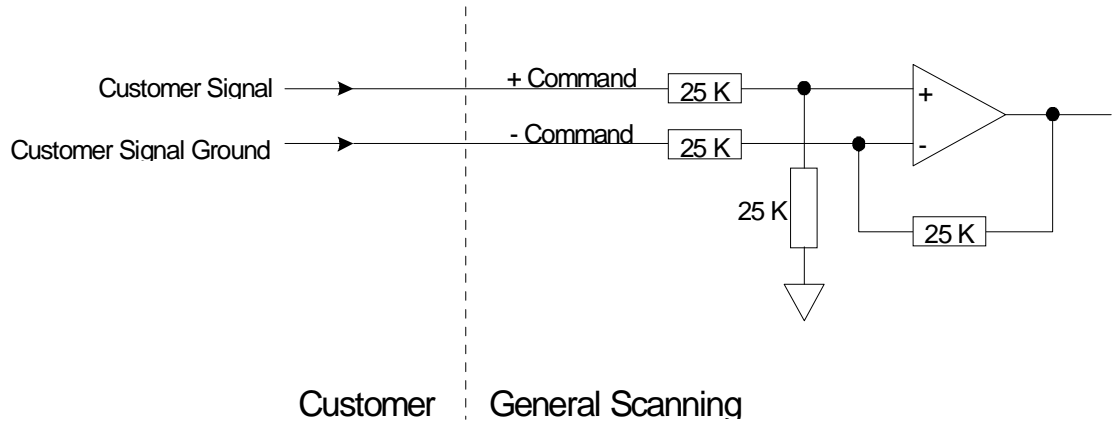 Customer Signal
+ Command
25 K
+
Customer Signal Ground
- Command
25 K
-
25 K
25 K
Customer
General Scanning